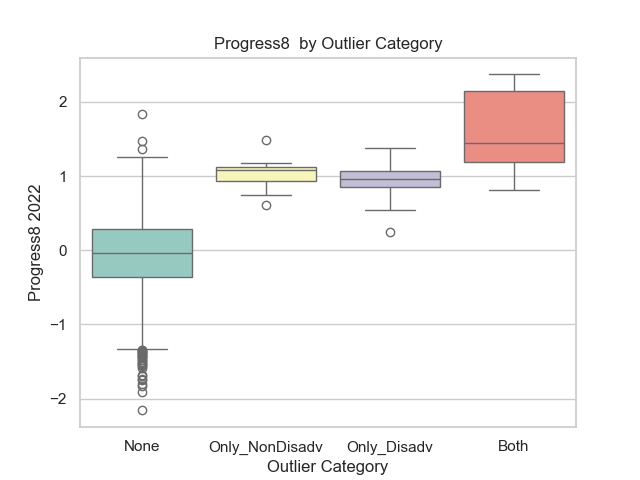 Progress8  by Outlier Category
Progress8 2022
2
1
0
−1
−2
None
Only_NonDisadv
Only_Disadv
Both
Outlier Category